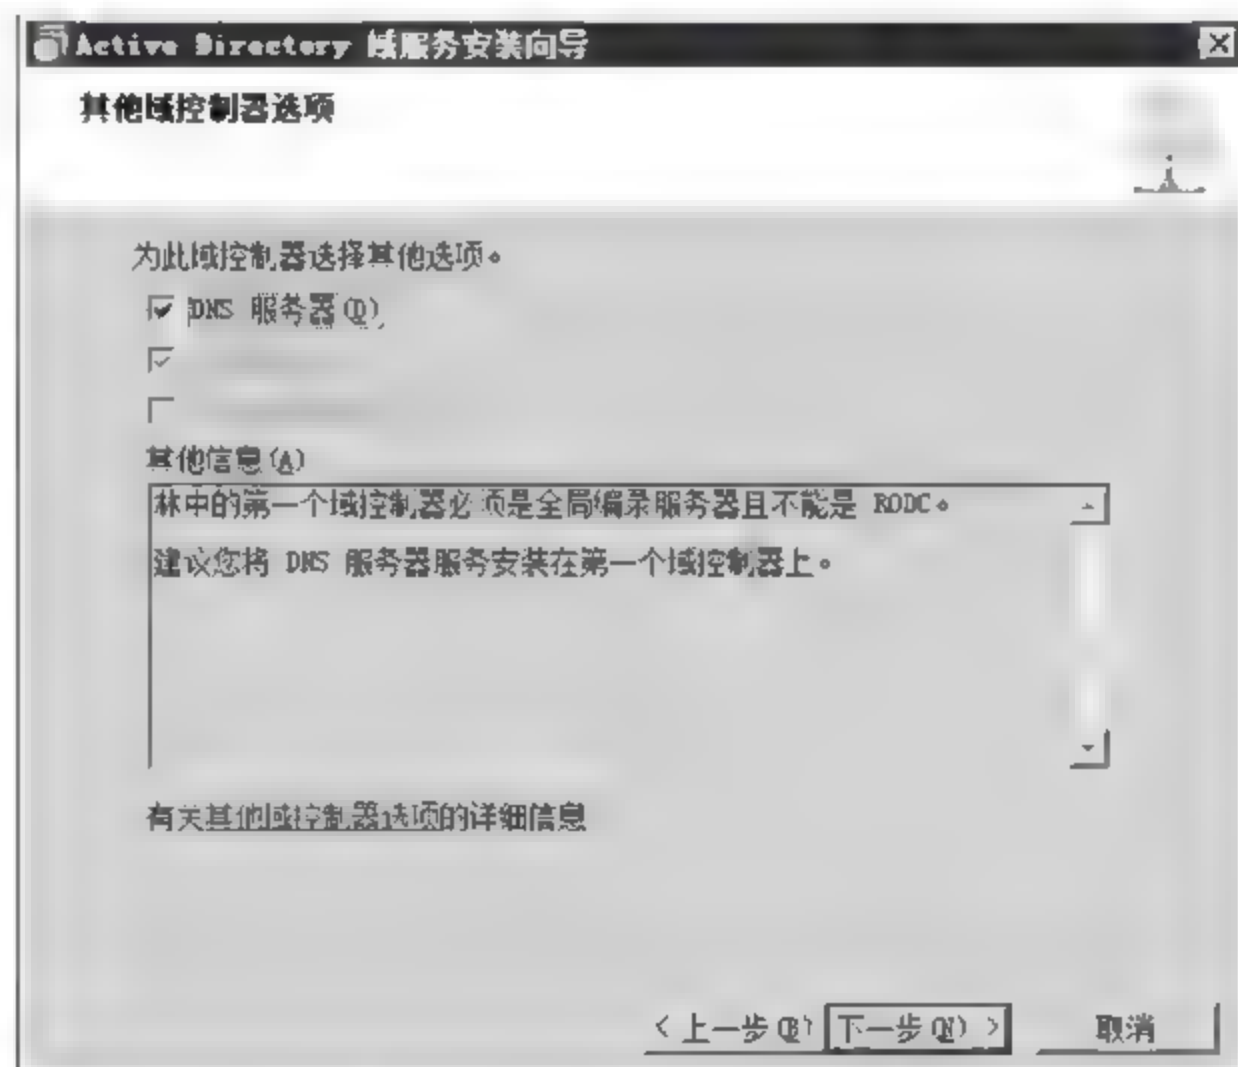 Active Directory 域服务安装向导
其他域控制器选项
为此域控制器选择其他选项。
DNS 服务器(D)
其他信息(A)
林中的第一个域控制器必须是全局编录服务器且不能是 RODC。
建议您将 DNS 服务器服务安装在第一个域控制器上。
有关其他域控制器选项的详细信息
< 上一步(B) 下一步(N) > 取消